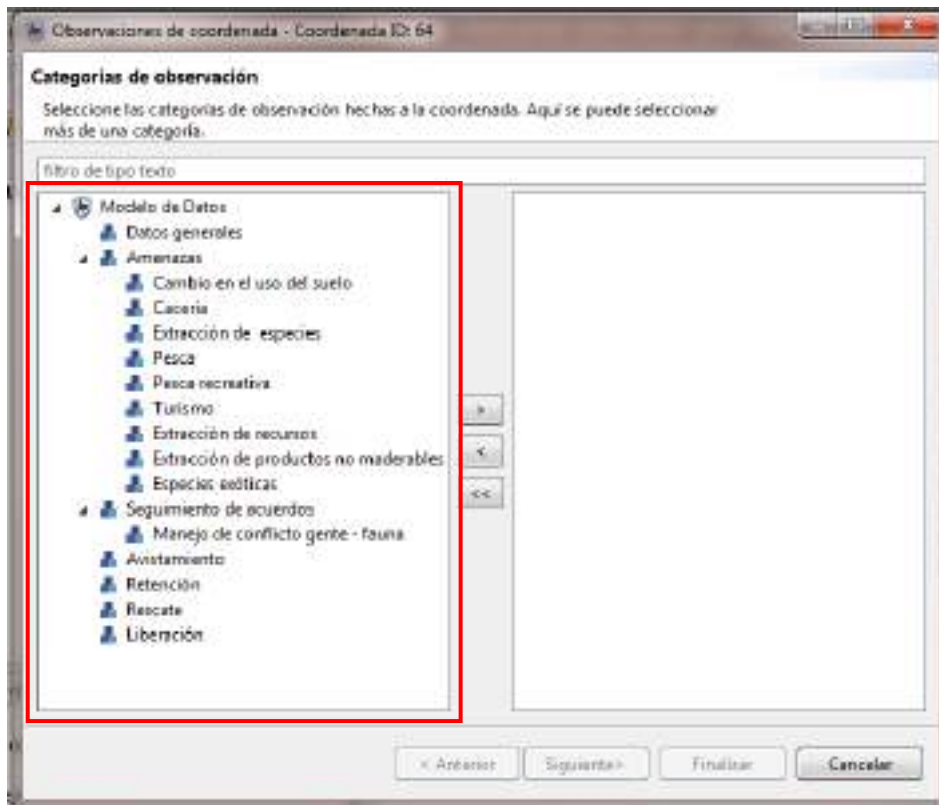 Observaciones de coordenada - Coordenada ID: 64
Categorías de observación
Seleccione las categorías de observación hechas a la coordenada. Aquí se puede seleccionar
más de una categoría.
filtro de tipo texto
Modelo de Datos
Datos generales
Amenazas
Cambio en el uso del suelo
Caceria
Extracción de especies
Pesca
Pesca recreativa
Turismo
Extracción de recursos
Extracción de productos no maderables
Especies exóticas
Seguimiento de acuerdos
Manejo de conflicto gente - fauna
Avistamiento
Retención
Rescate
Liberación
>
<
<<
< Anterior Siguiente > Finalizar Cancelar